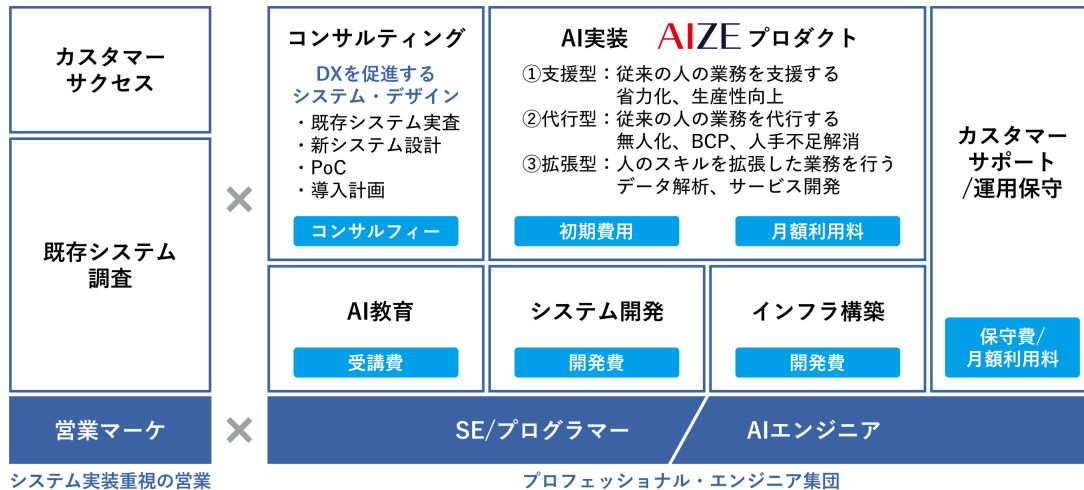 カスタマー
サクセス
既存システム
調査
営業マーケ
システム実装重視の営業
×
×
コンサルティング
DXを促進する
システム・デザイン
・既存システム実査
・新システム設計
・PoC
・導入計画
コンサルフィー
AI実装 AIZE プロダクト
①支援型：従来の人の業務を支援する
省力化、生産性向上
②代行型：従来の人の業務を代行する
無人化、BCP、人手不足解消
③拡張型：人のスキルを拡張した業務を行う
データ解析、サービス開発
初期費用
月額利用料
AI教育
受講費
システム開発
開発費
インフラ構築
開発費
カスタマー
サポート
/運用保守
保守費/
月額利用料
SE/プログラマー
AIエンジニア
プロフェッショナル・エンジニア集団